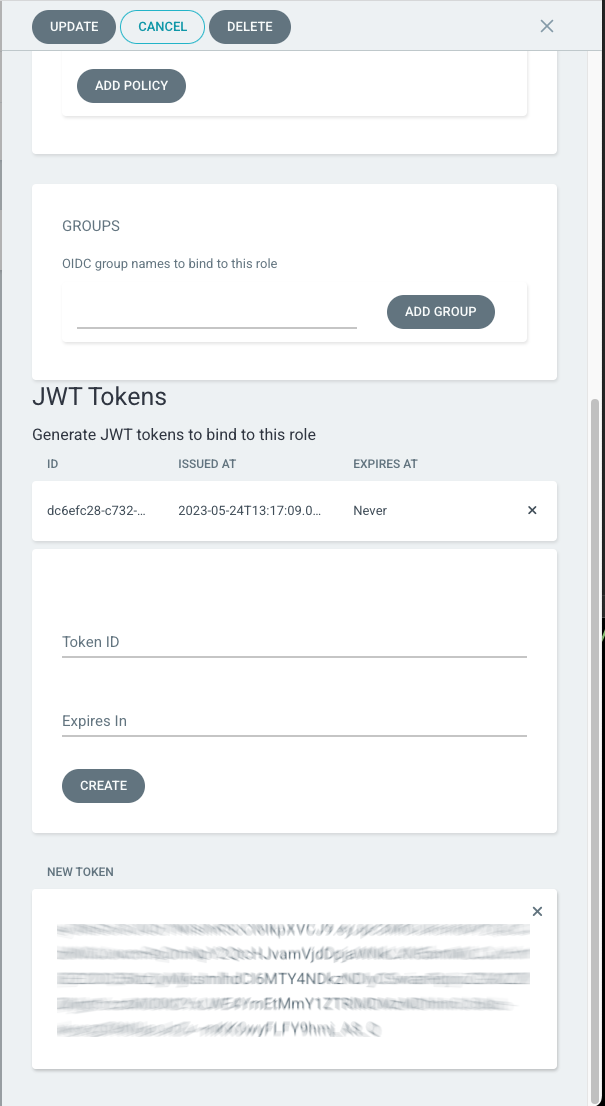 UPDATE CANCEL DELETE
ADD POLICY
GROUPS
OIDC group names to bind to this role
ADD GROUP
JWT Tokens
Generate JWT tokens to bind to this role
ID ISSUED AT EXPIRES AT
dc6efc28-c732-... 2023-05-24T13:17:09.0... Never
Token ID
Expires In
CREATE
NEW TOKEN